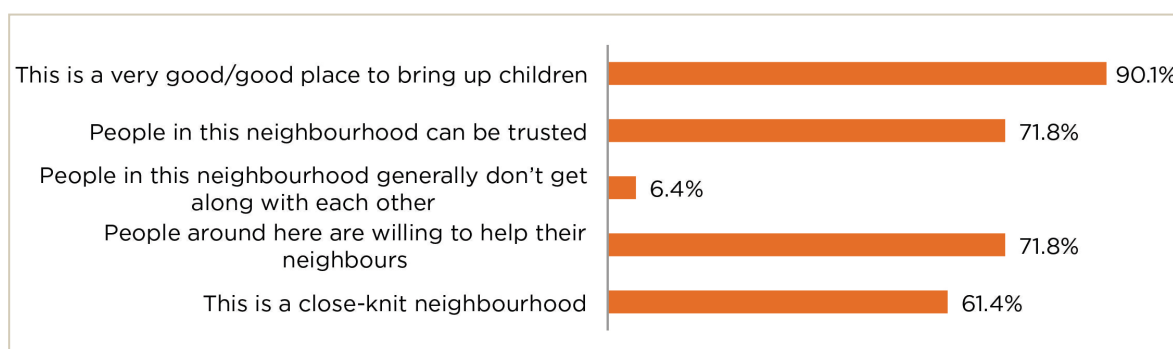 This is a very good/good place to bring up children
90.1%
People in this neighbourhood can be trusted
71.8%
People in this neighbourhood generally don’t get
along with each other
6.4%
People around here are willing to help their
neighbours
71.8%
This is a close-knit neighbourhood
61.4%